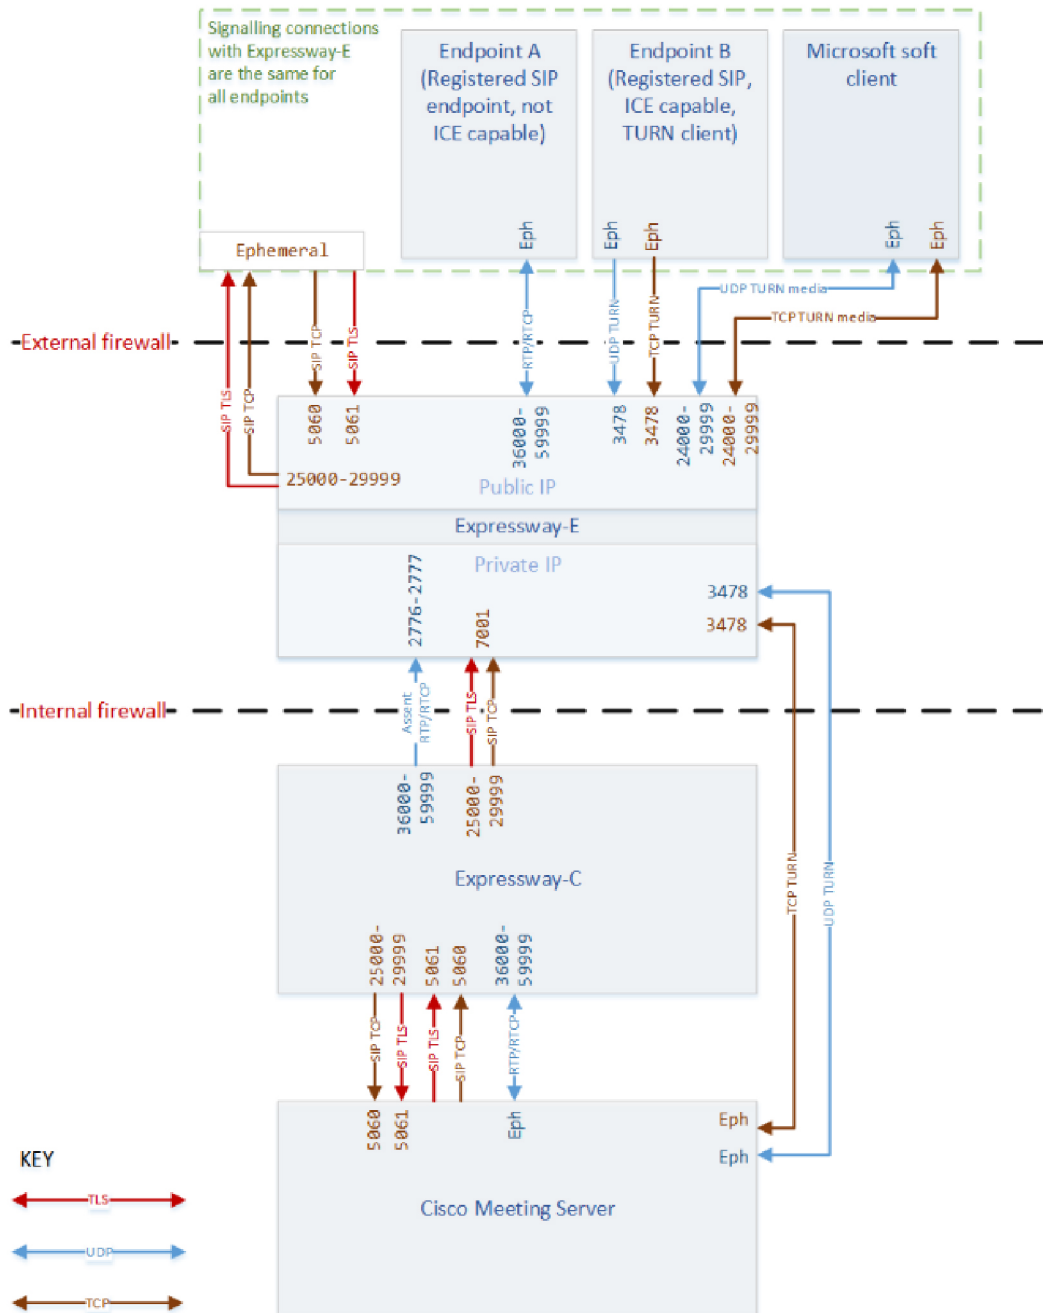 Signalling connections
with Expressway-E
are the same for
all endpoints
Endpoint A
(Registered SIP
endpoint, not
ICE capable)
Endpoint B
(Registered SIP,
ICE capable,
TURN client)
Microsoft soft
client
Ephemeral
Eph
Eph
Eph
Eph
Eph
UDP TURN media
TCP TURN media
External firewall
SIP TLS
SIP TCP
SIP TCP
SIP TLS
RTP/RTCP
UDP TURN
TCP TURN
5060
5061
36000-
59999
3478
3478
24000-
29999
24000-
29999
25000-29999
Public IP
Expressway-E
Private IP
2776-2777
7001
3478
3478
Internal firewall
Assent
RTP/RTCP
SIP TLS
SIP TCP
36000-
59999
25000-
29999
Expressway-C
TCP TURN
UDP TURN
25000-
29999
5061
5060
36000-
59999
SIP TCP
SIP TLS
SIP TLS
SIP TCP
RTP/RTCP
5060
5061
Eph
Eph
Eph
Cisco Meeting Server
KEY
TLS
UDP
TCP